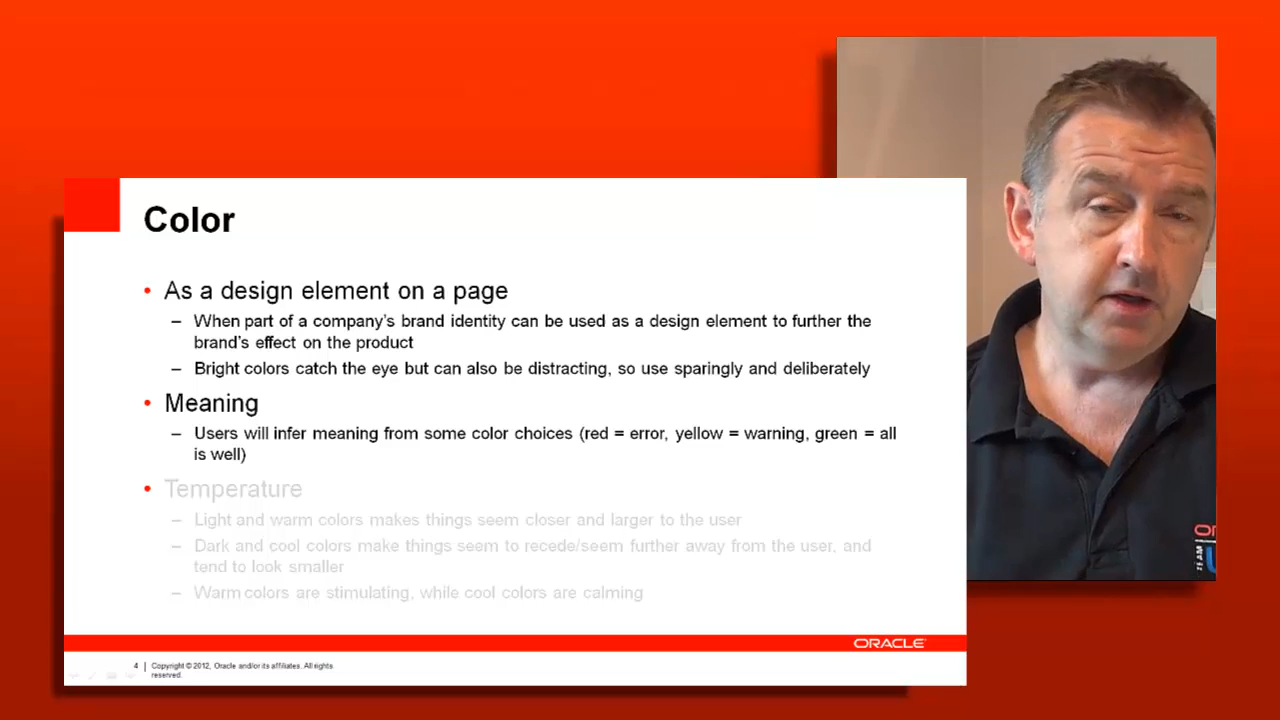 Color
• As a design element on a page
– When part of a company's brand identity can be used as a design element to further the
brand's effect on the product
– Bright colors catch the eye but can also be distracting, so use sparingly and deliberately
• Meaning
– Users will infer meaning from some color choices (red = error, yellow = warning, green = all
is well)
• Temperature
– Light and warm colors makes things seem closer and larger to the user
– Dark and cool colors make things seem to recede/seem further away from the user, and
tend to look smaller
– Warm colors are stimulating, while cool colors are calming
ORACLE
4 | Copyright © 2012, Oracle and/or its affiliates. All rights
reserved.